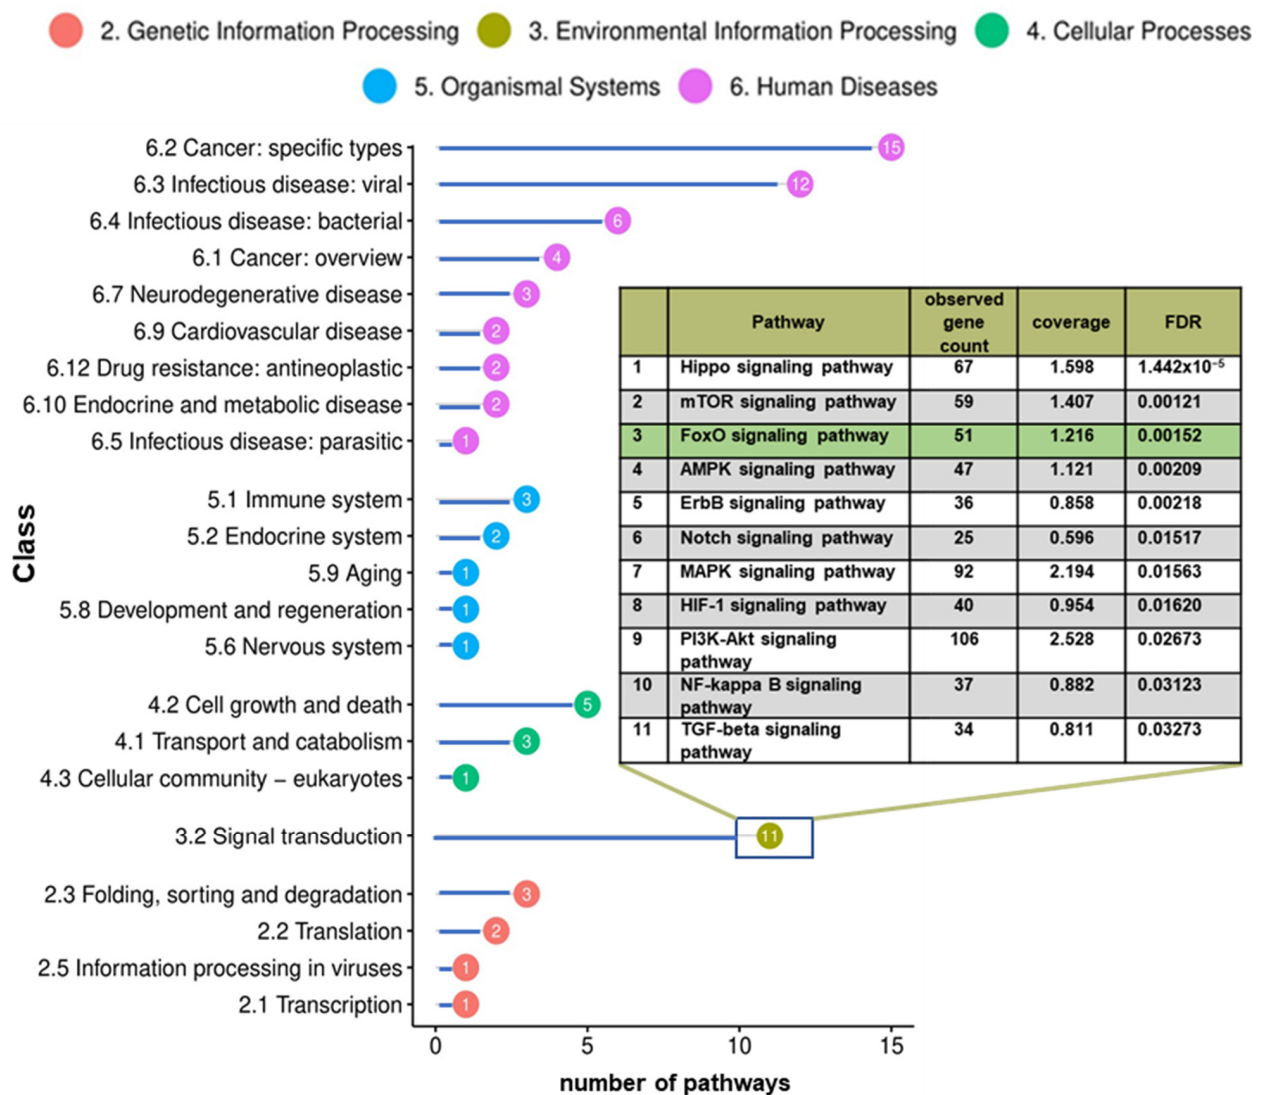 2. Genetic Information Processing 3. Environmental Information Processing 4. Cellular Processes
5. Organismal Systems 6. Human Diseases
Class
6.2 Cancer: specific types 15
6.3 Infectious disease: viral 12
6.4 Infectious disease: bacterial 6
6.1 Cancer: overview 4
6.7 Neurodegenerative disease 3
6.9 Cardiovascular disease 2
6.12 Drug resistance: antineoplastic 2
6.10 Endocrine and metabolic disease 2
6.5 Infectious disease: parasitic 1
5.1 Immune system 3
5.2 Endocrine system 2
5.9 Aging 1
5.8 Development and regeneration 1
5.6 Nervous system 1
4.2 Cell growth and death 5
4.1 Transport and catabolism 3
4.3 Cellular community – eukaryotes 1
3.2 Signal transduction 11
2.3 Folding, sorting and degradation 3
2.2 Translation 2
2.5 Information processing in viruses 1
2.1 Transcription 1
0 5 10 15
number of pathways
Pathway observed gene count coverage FDR
1 Hippo signaling pathway 67 1.598 1.442x10⁻⁵
2 mTOR signaling pathway 59 1.407 0.00121
3 FoxO signaling pathway 51 1.216 0.00152
4 AMPK signaling pathway 47 1.121 0.00209
5 ErbB signaling pathway 36 0.858 0.00218
6 Notch signaling pathway 25 0.596 0.01517
7 MAPK signaling pathway 92 2.194 0.01563
8 HIF-1 signaling pathway 40 0.954 0.01620
9 PI3K-Akt signaling pathway 106 2.528 0.02673
10 NF-kappa B signaling pathway 37 0.882 0.03123
11 TGF-beta signaling pathway 34 0.811 0.03273